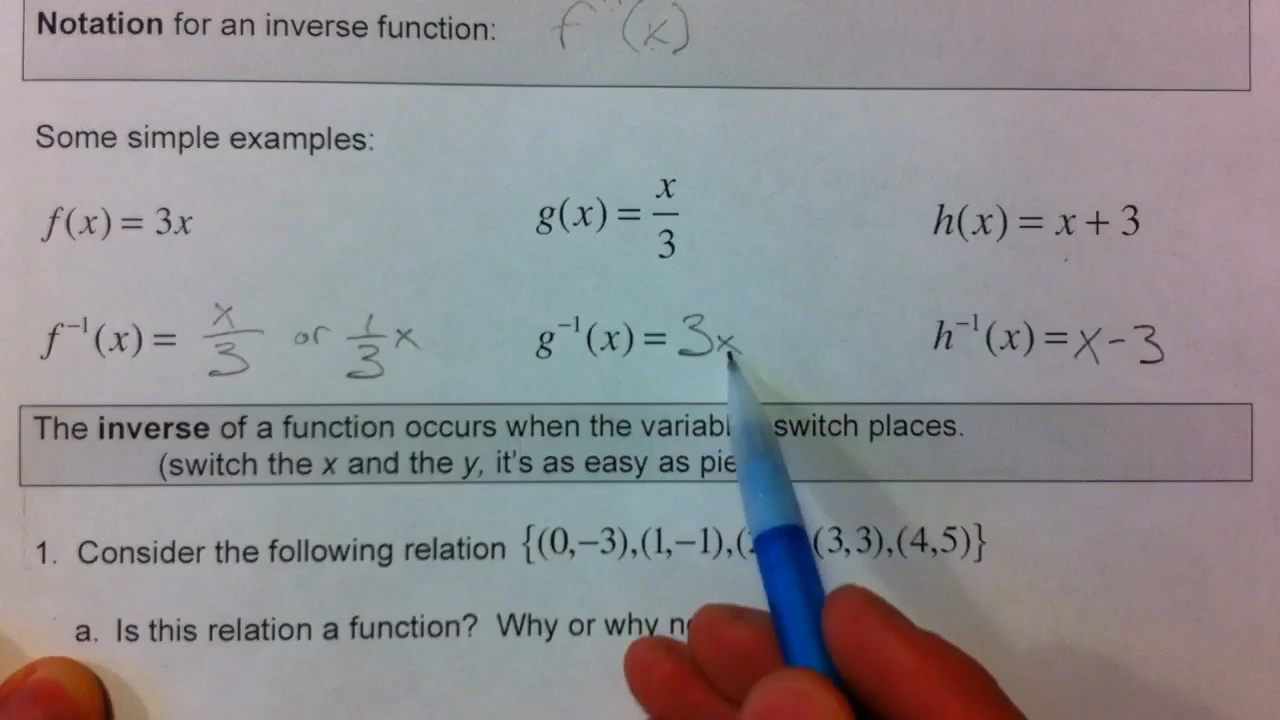 Notation for an inverse function: f⁻¹(x)
Some simple examples:
f(x) = 3x g(x) = x/3 h(x) = x + 3
f⁻¹(x) = x/3 or 1/3 x g⁻¹(x) = 3x h⁻¹(x) = x - 3
The inverse of a function occurs when the switch places.
(switch the x and the y, it's as easy as pie
1. Consider the following relation {(0,−3),(1,−1),( (3,3),(4,5)}
a. Is this relation a function? Why or why